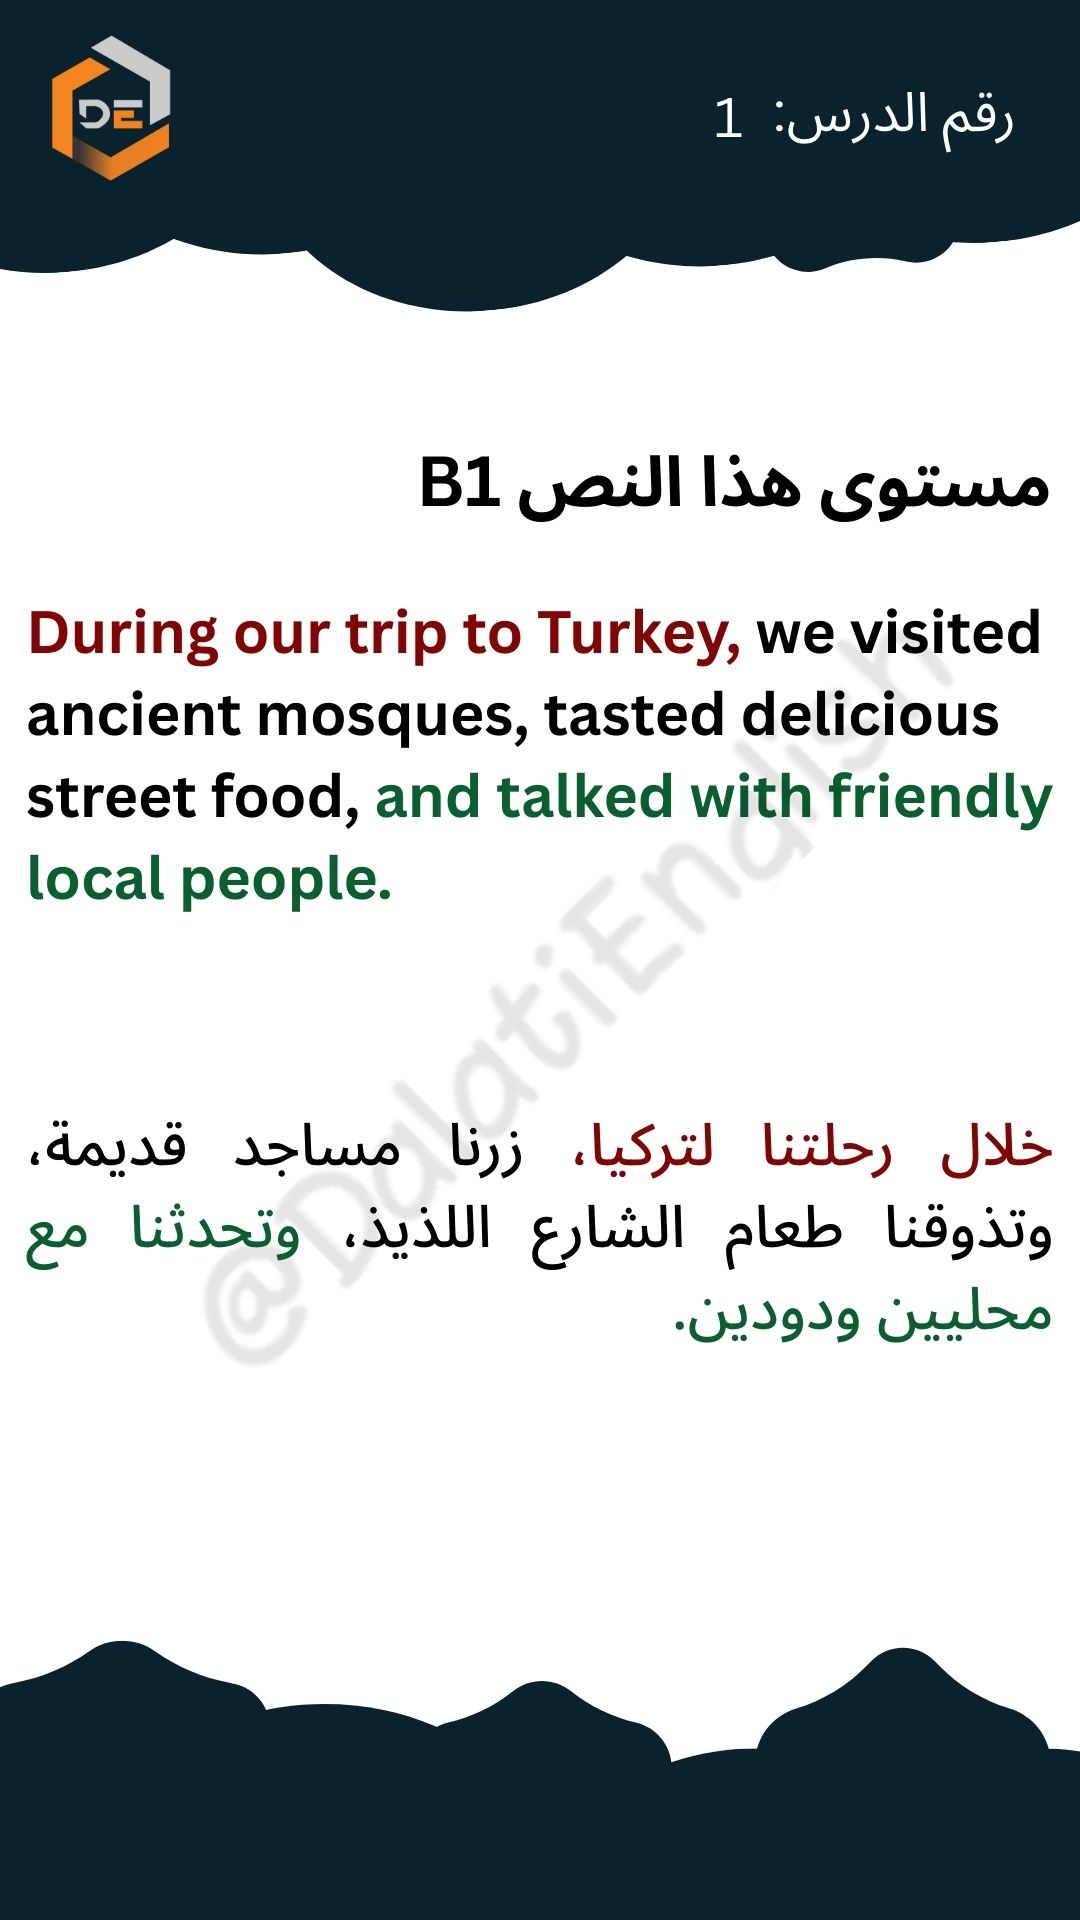 DE
رقم الدرس: 1
مستوى هذا النص B1
During our trip to Turkey, we visited
ancient mosques, tasted delicious
street food, and talked with friendly
local people.
خلال رحلتنا لتركيا، زرنا مساجد قديمة،
وتذوقنا طعام الشارع اللذيذ، وتحدثنا مع
محليين ودودين.
@DalatiEnglish